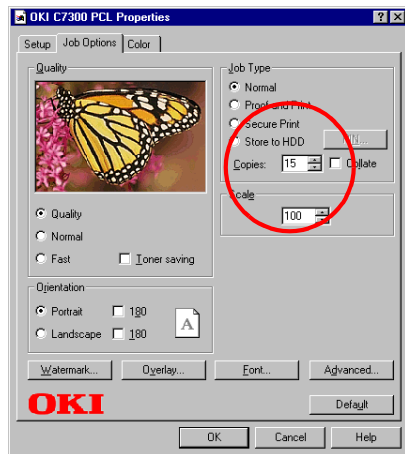 OKI C7300 PCL Properties
Setup
Job Options
Color
Quality
Quality
Normal
Fast
Toner saving
Orientation
Portrait
180
Landscape
180
A
Job Type
Normal
Proof and Print
Secure Print
Store to HDD
PIN...
Copies:
15
Collate
Scale
100
Watermark...
Overlay...
Font...
Advanced...
OKI
Default
OK
Cancel
Help